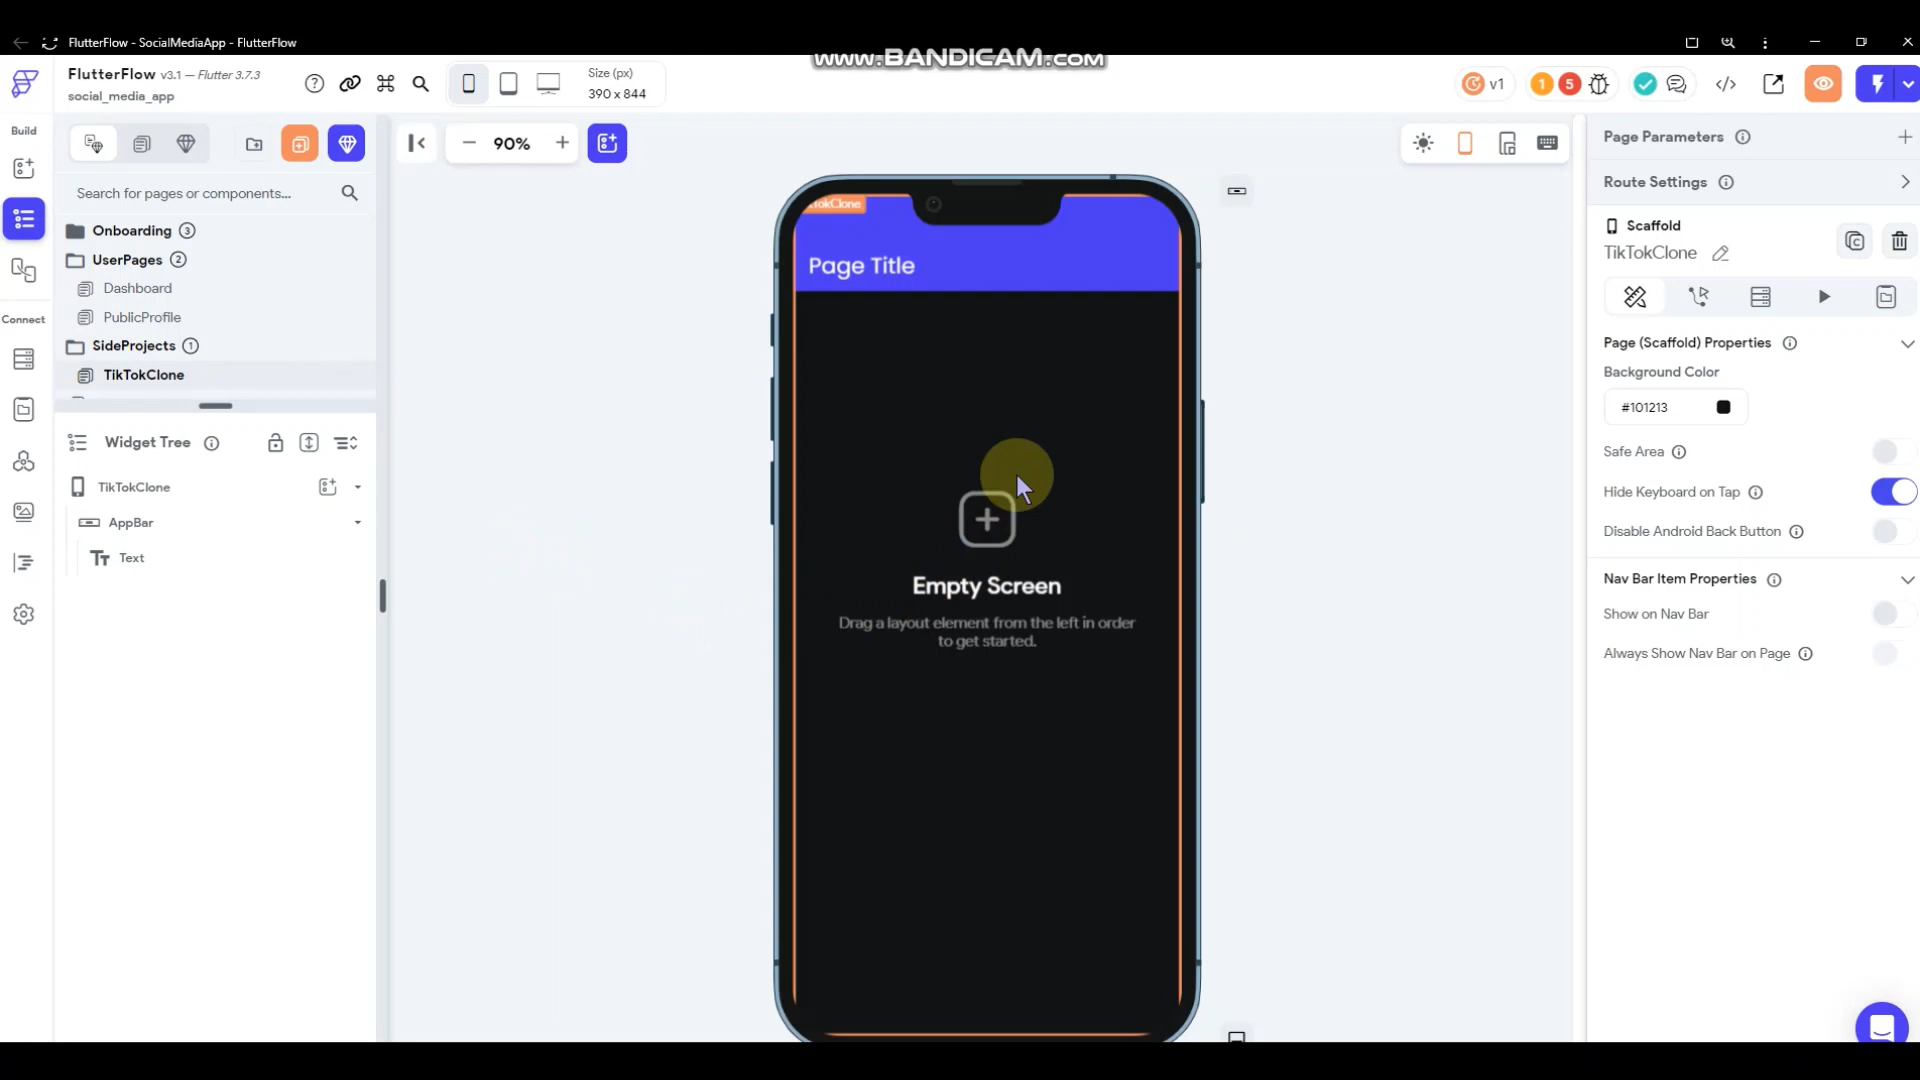 FlutterFlow - SocialMediaApp - FlutterFlow
www.BANDICAM.com
FlutterFlow v3.1 – Flutter 3.7.3
social_media_app
Size (px)
390 x 844
v1
1
5
Build
90%
Search for pages or components...
Onboarding 3
UserPages 2
Dashboard
PublicProfile
SideProjects 1
TikTokClone
Connect
Widget Tree
TikTokClone
AppBar
Tt Text
Page Title
Empty Screen
Drag a layout element from the left in order
to get started.
Page Parameters
Route Settings
Scaffold
TikTokClone
Page (Scaffold) Properties
Background Color
#101213
Safe Area
Hide Keyboard on Tap
Disable Android Back Button
Nav Bar Item Properties
Show on Nav Bar
Always Show Nav Bar on Page